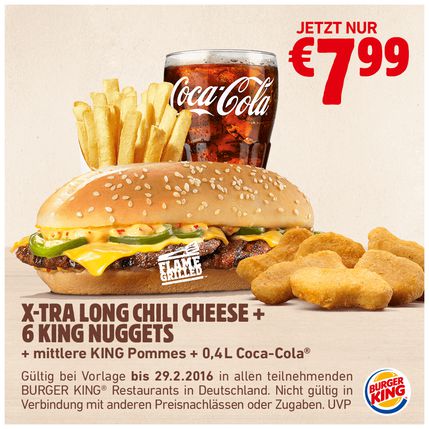 JETZT NUR
€7.99
Coca-Cola
FLAME
GRILLED
X-TRA LONG CHILI CHEESE +
6 KING NUGGETS
+ mittlere KING Pommes + 0,4L Coca-Cola®
Gültig bei Vorlage bis 29.2.2016 in allen teilnehmenden
BURGER KING® Restaurants in Deutschland. Nicht gültig in
Verbindung mit anderen Preisnachlässen oder Zugaben. UVP
BURGER
KING